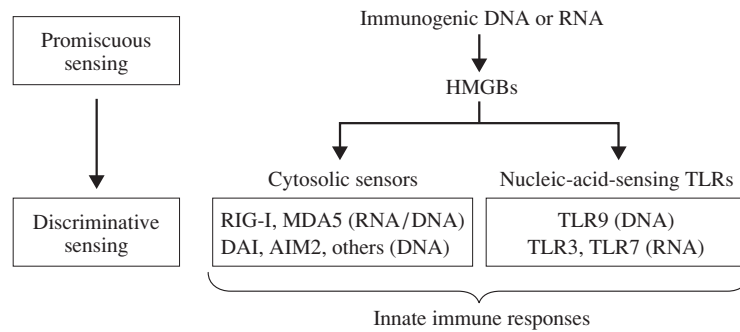 Promiscuous
sensing
Discriminative
sensing
Immunogenic DNA or RNA
HMGBs
Cytosolic sensors
RIG-I, MDA5 (RNA/DNA)
DAI, AIM2, others (DNA)
Nucleic-acid-sensing TLRs
TLR9 (DNA)
TLR3, TLR7 (RNA)
Innate immune responses